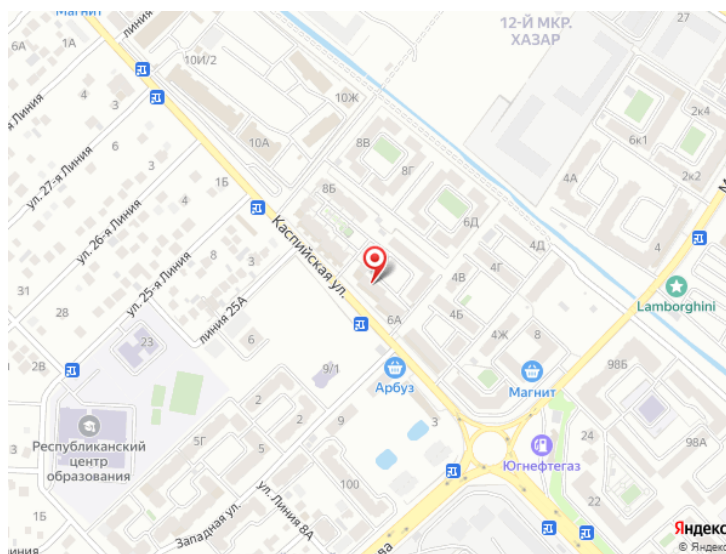 Магнит
6А
1А
линия
10И/2
10Ж
12-Й МКР.
ХАЗАР
27
4
3
-я Линия
ул. 27-я Линия
6
3
10А
8В
8Г
6к1
2к4
2к2
4А
1Б
4
8Б
6Д
4Д
ул. 26-я Линия
Каспийская ул.
4В
4Г
4
Lamborghini
31
28
ул. 25-я Линия
8
3
линия 25А
6
6А
4Б
4Ж
8
98Б
2В
23
9/1
Арбуз
Магнит
Республиканский
центр
образования
5Г
2
2
5
9
3
24
98А
Югнефтегаз
22
100
ул. Линия 8А
Западная ул.
1Б
5
ва
Яндекс
© Яндекс